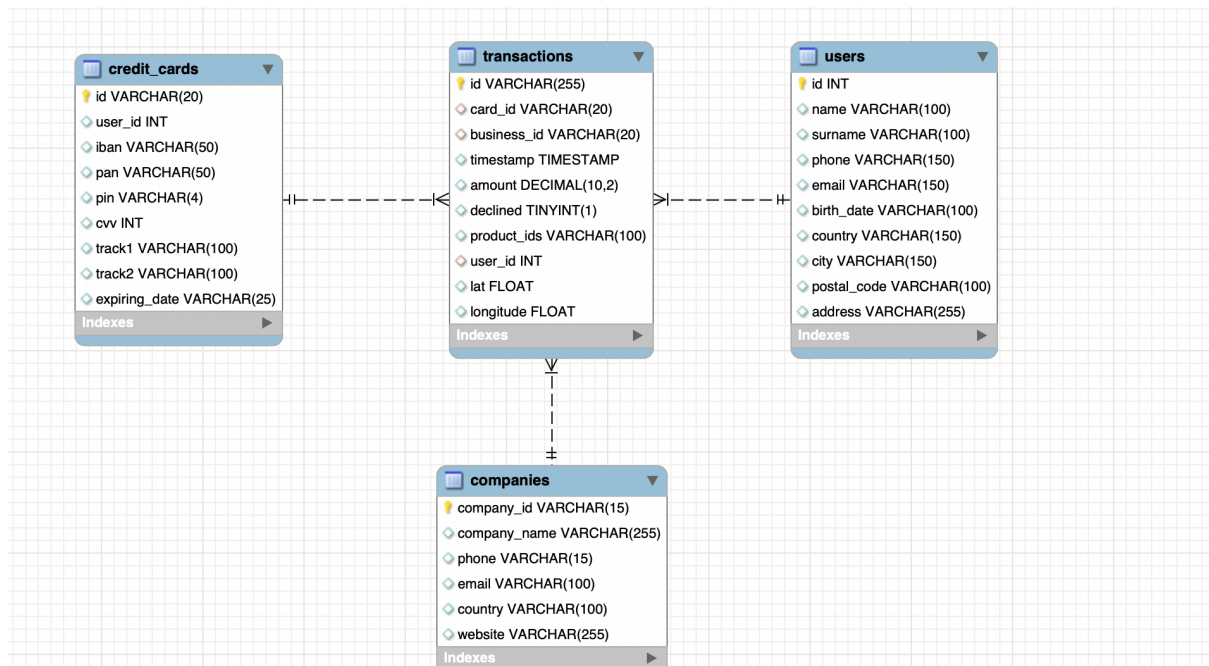 credit_cards
id VARCHAR(20)
user_id INT
iban VARCHAR(50)
pan VARCHAR(50)
pin VARCHAR(4)
cvv INT
track1 VARCHAR(100)
track2 VARCHAR(100)
expiring_date VARCHAR(25)
Indexes
transactions
id VARCHAR(255)
card_id VARCHAR(20)
business_id VARCHAR(20)
timestamp TIMESTAMP
amount DECIMAL(10,2)
declined TINYINT(1)
product_ids VARCHAR(100)
user_id INT
lat FLOAT
longitude FLOAT
Indexes
users
id INT
name VARCHAR(100)
surname VARCHAR(100)
phone VARCHAR(150)
email VARCHAR(150)
birth_date VARCHAR(100)
country VARCHAR(150)
city VARCHAR(150)
postal_code VARCHAR(100)
address VARCHAR(255)
Indexes
companies
company_id VARCHAR(15)
company_name VARCHAR(255)
phone VARCHAR(15)
email VARCHAR(100)
country VARCHAR(100)
website VARCHAR(255)
Indexes